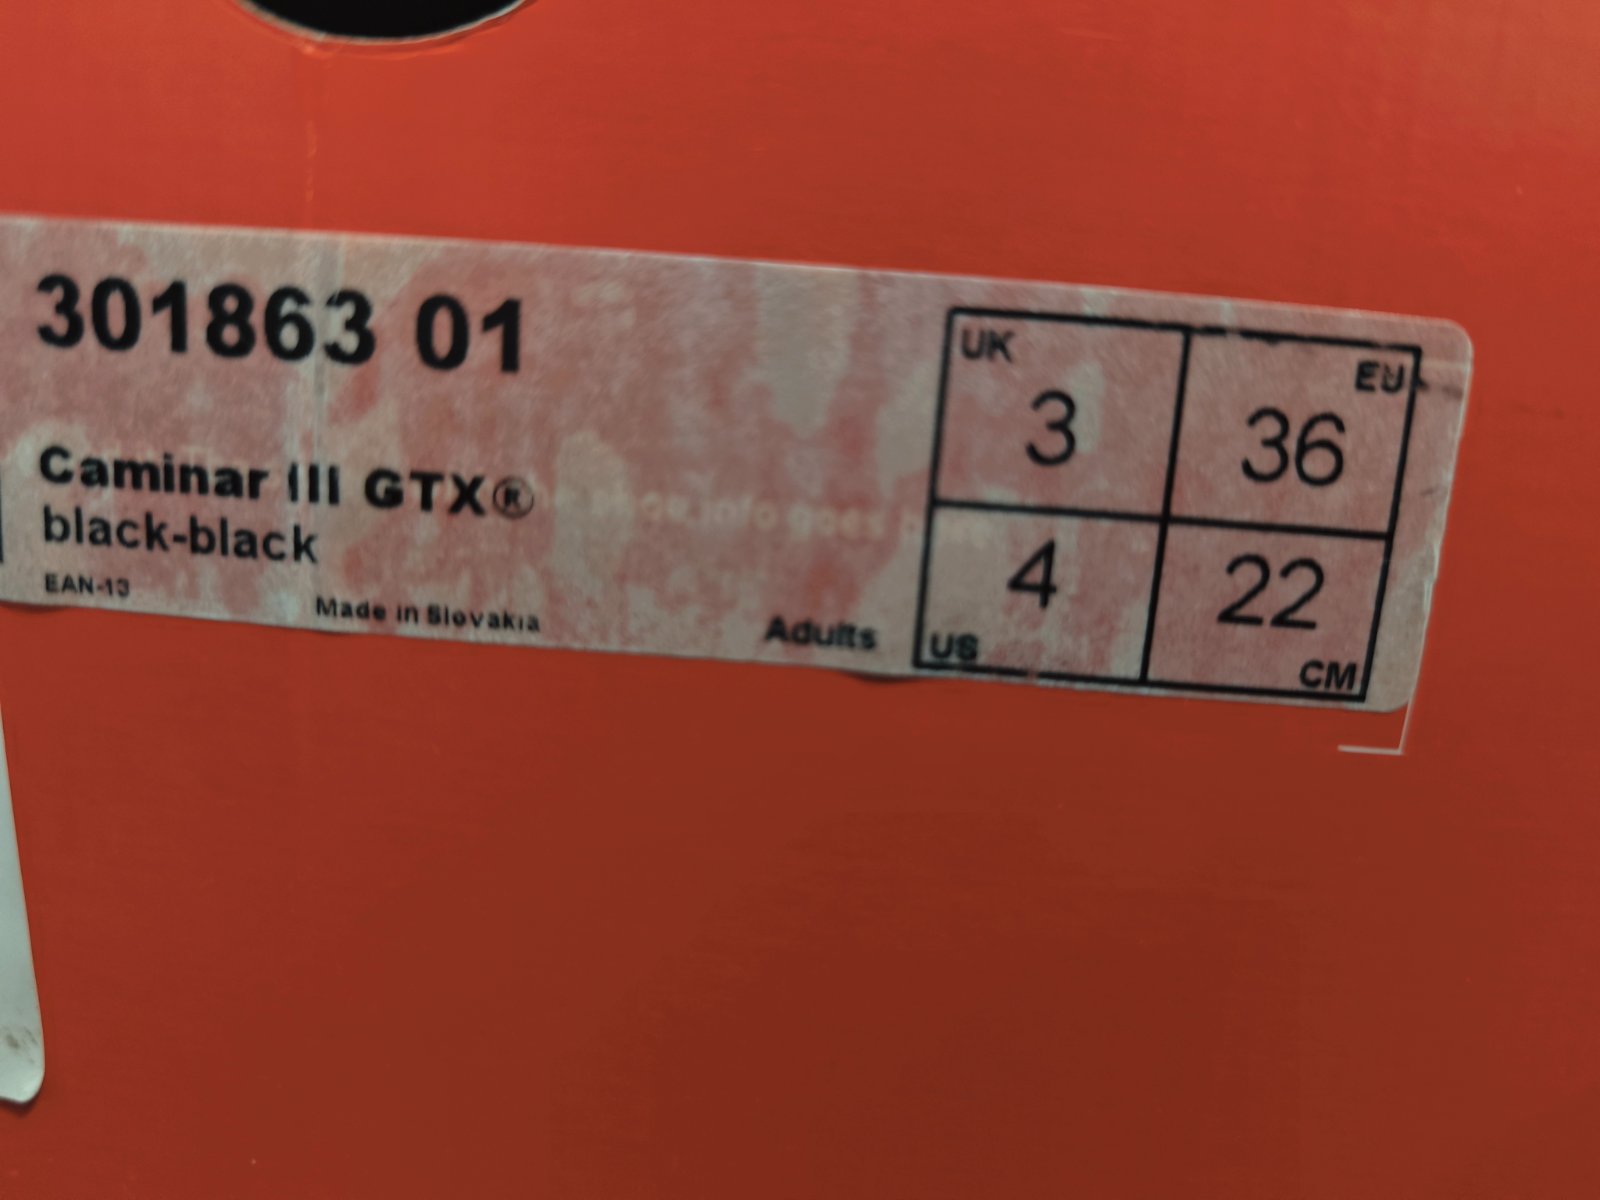 301863 01
Caminar III GTX®
black-black
EAN-13
Made in Slovakia
Adults
UK
3
EU
36
4
US
22
CM